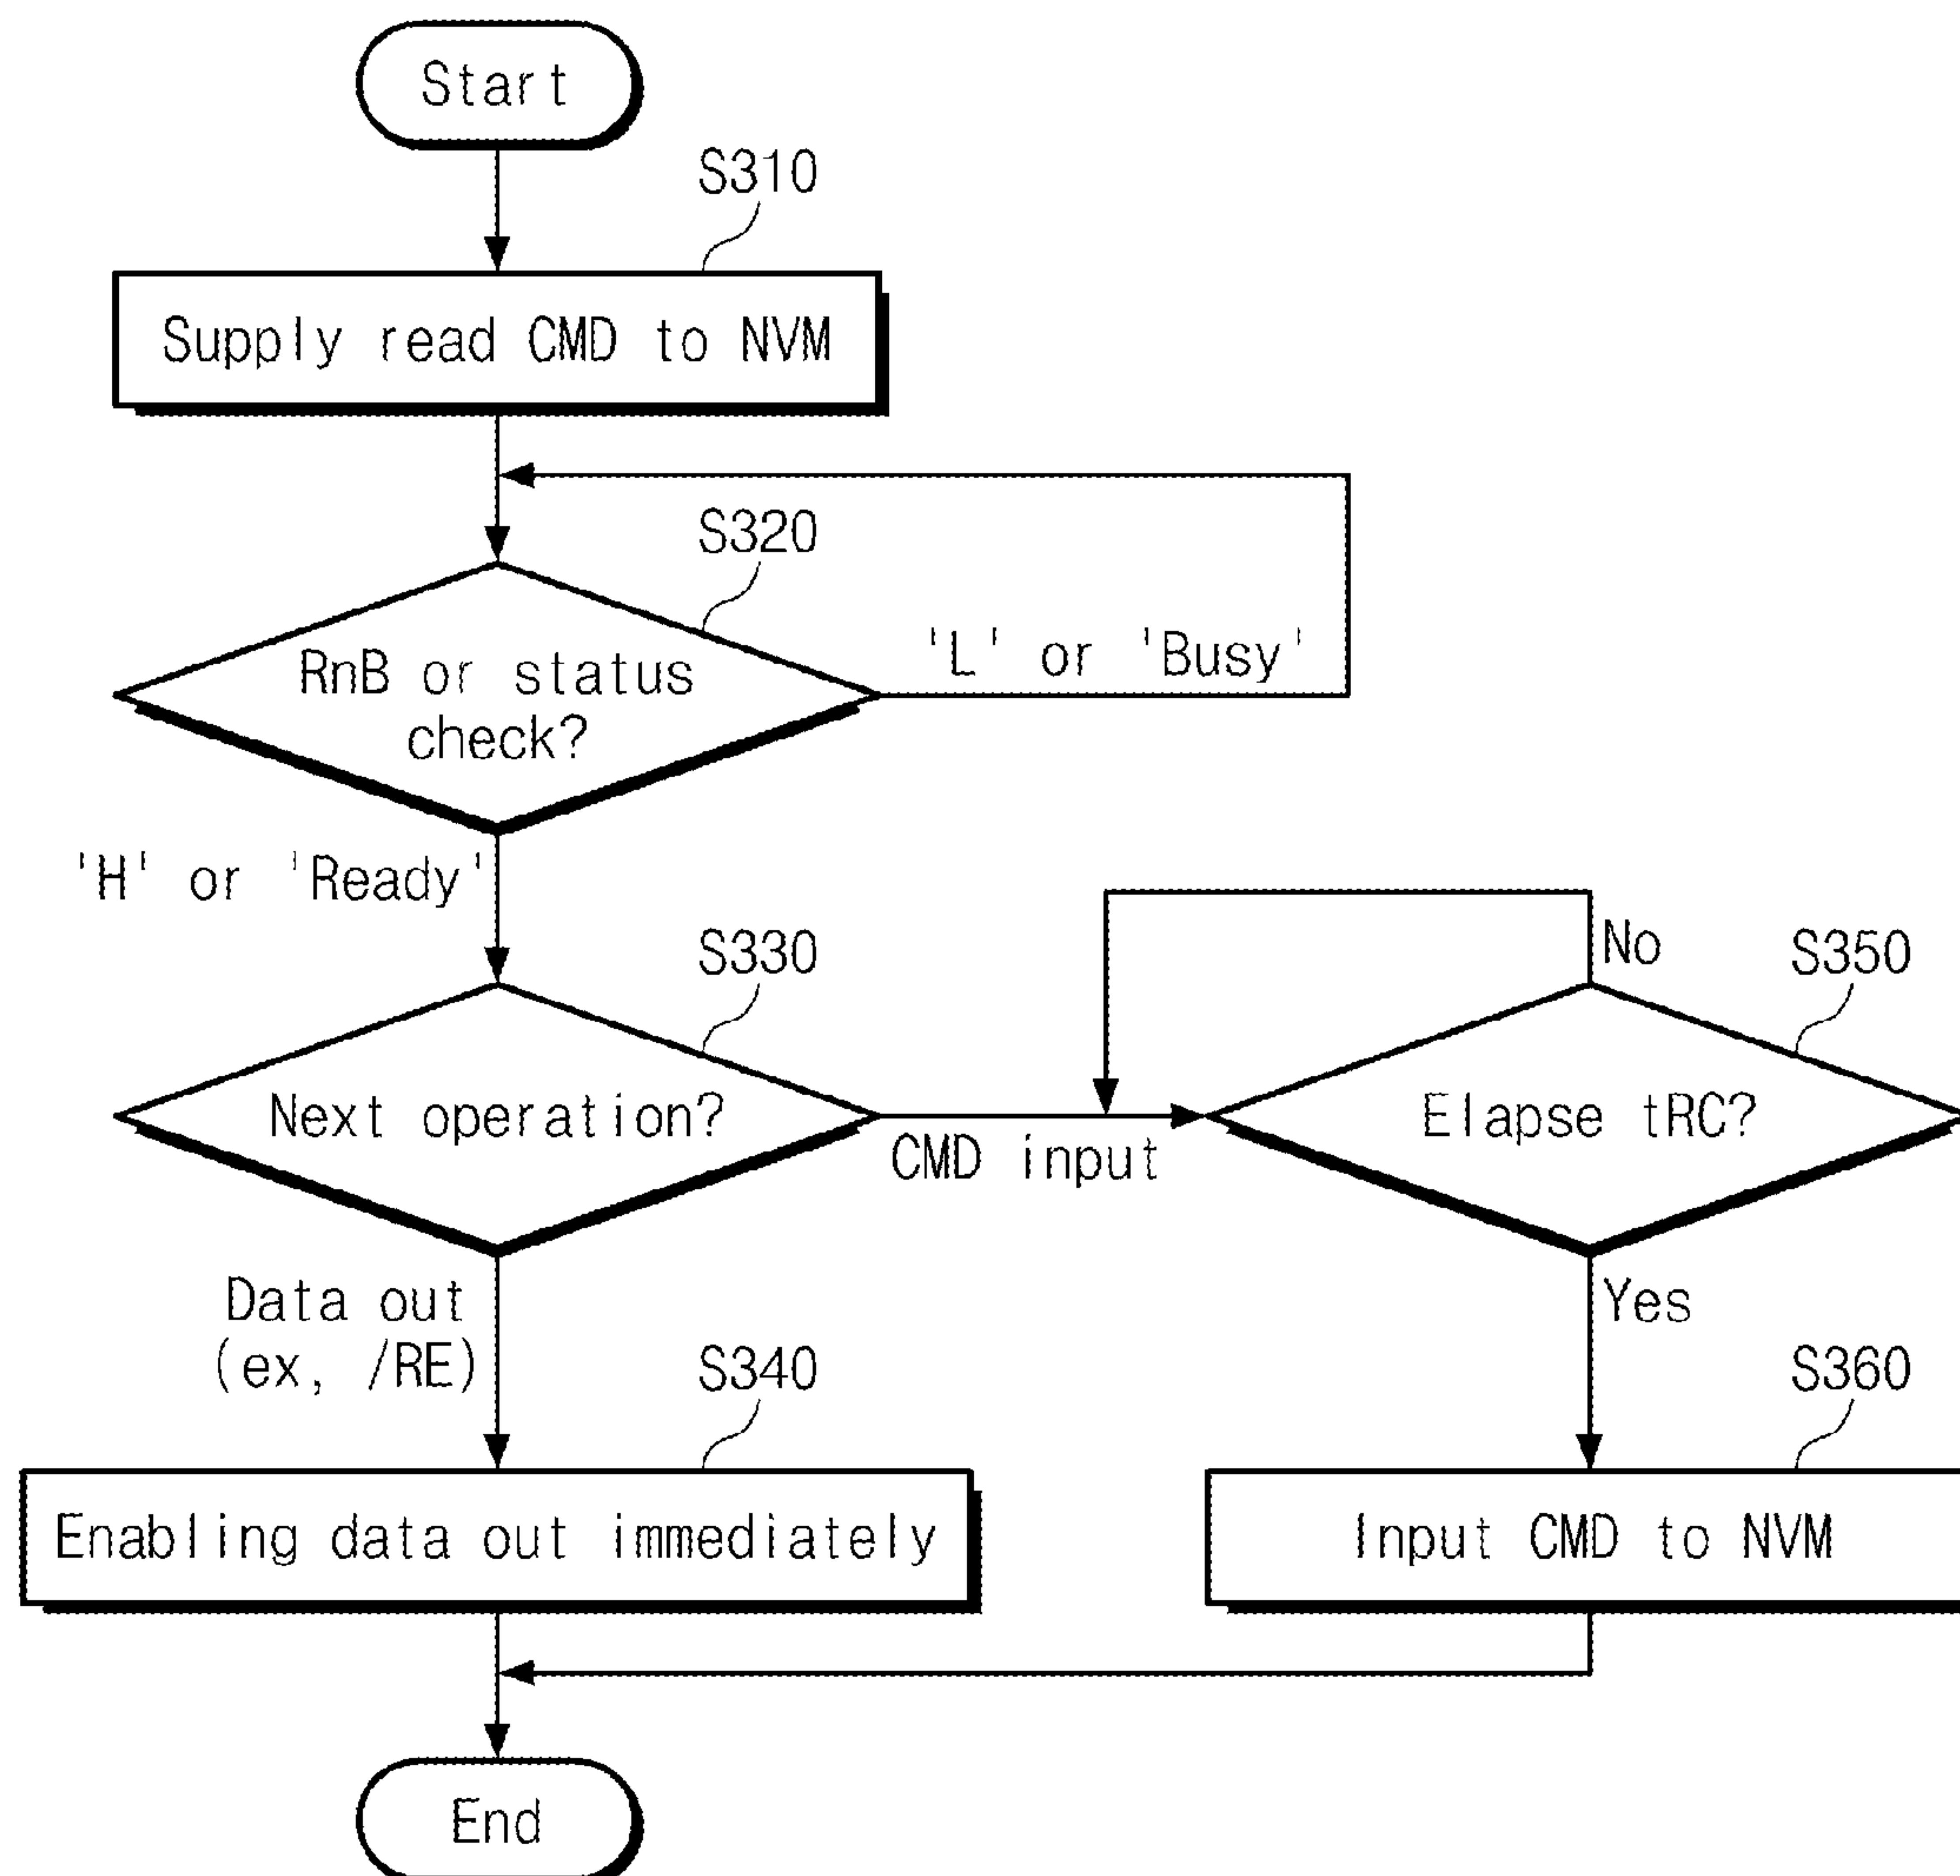 Start
S310
Supply read CMD to NVM
S320
RnB or status
check?
'L' or 'Busy'
'H' or 'Ready'
S330
Next operation?
CMD input
No
S350
Elapse tRC?
Data out
(ex, /RE)
Yes
S340
Enabling data out immediately
S360
Input CMD to NVM
End